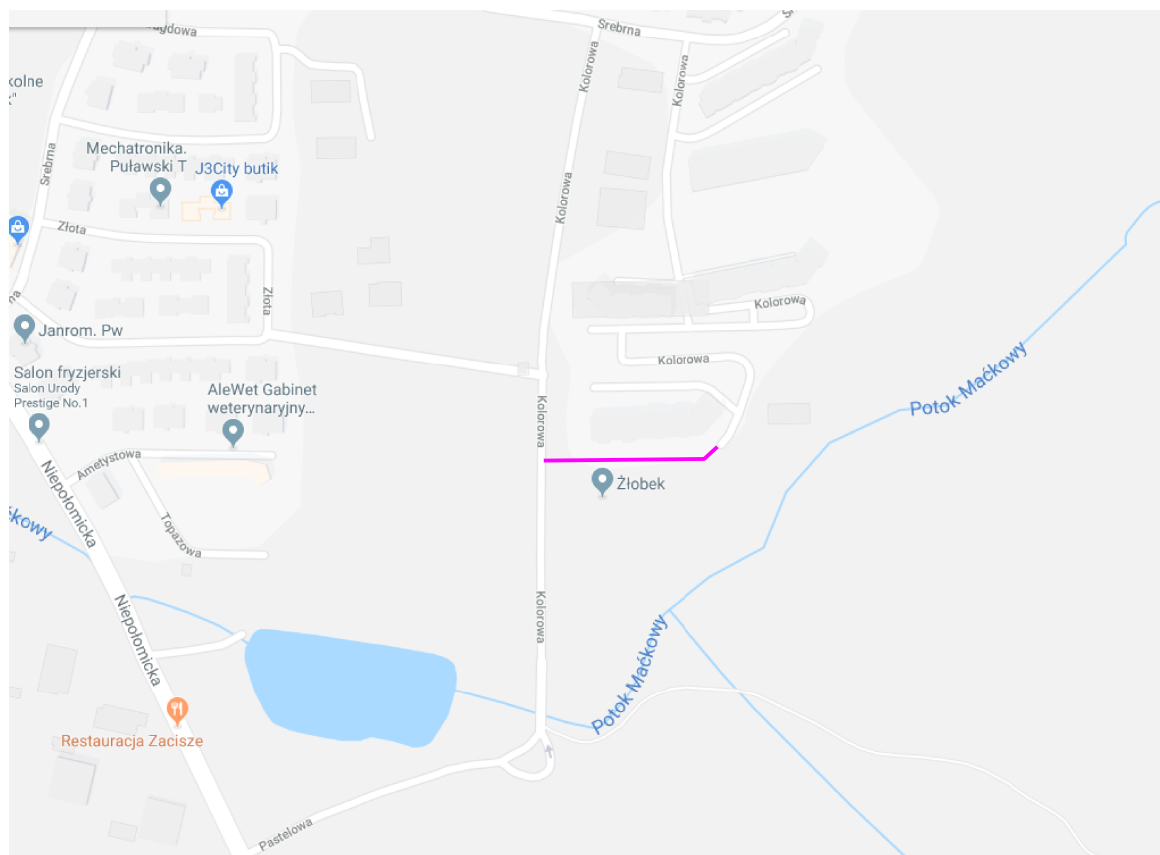 Srebrna
Kolorowa
Kolorowa
kolne
Mechatronika.
Puławski T
J3City butik
Srebrna
Kolorowa
Złota
Złota
Kolorowa
Janrom. Pw
Kolorowa
Salon fryzjerski
Salon Urody
Prestige No.1
AleWet Gabinet
weterynaryjny...
Potok Maćkowy
Kolorowa
Ametystowa
Niepołomicka
Żłobek
Topazowa
Niepołomicka
Kolorowa
Potok Maćkowy
Restauracja Zacisze
Pastelowa